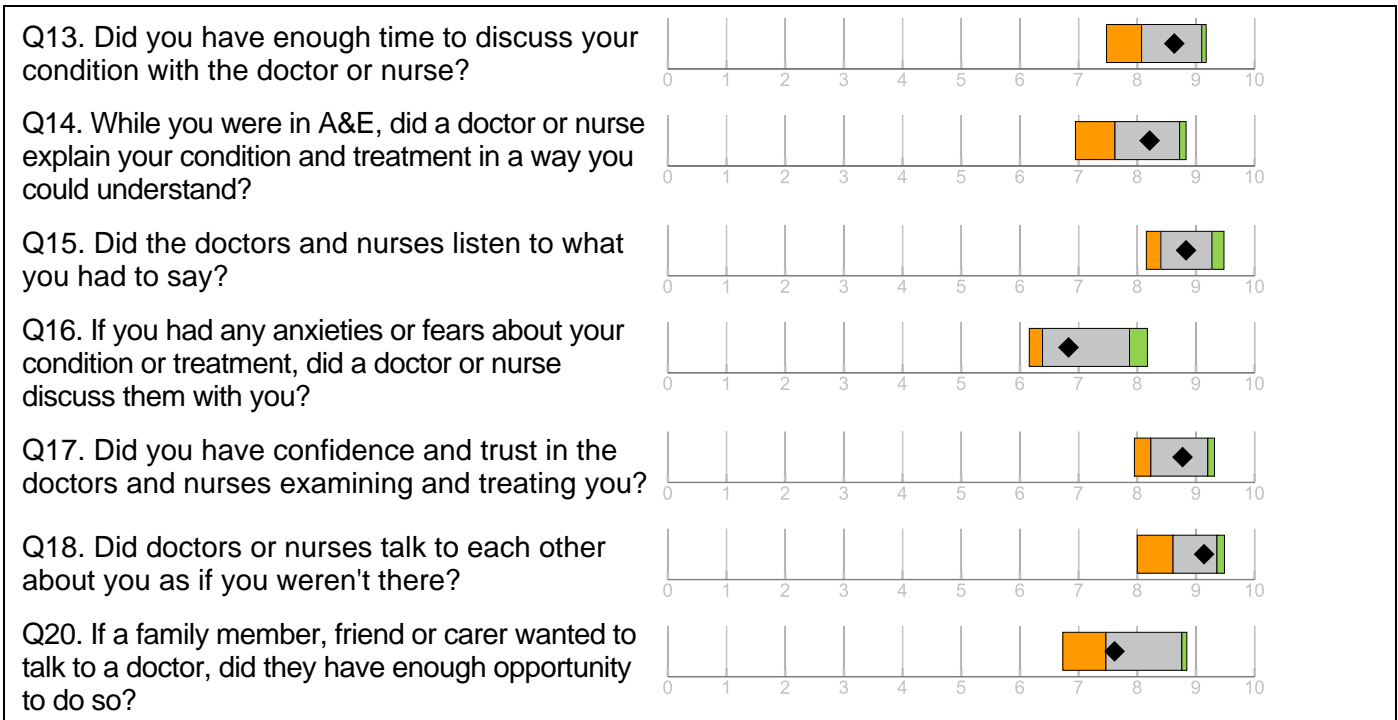 Q13. Did you have enough time to discuss your
condition with the doctor or nurse?
0 1 2 3 4 5 6 7 8 9 10
Q14. While you were in A&E, did a doctor or nurse
explain your condition and treatment in a way you
could understand?
0 1 2 3 4 5 6 7 8 9 10
Q15. Did the doctors and nurses listen to what
you had to say?
0 1 2 3 4 5 6 7 8 9 10
Q16. If you had any anxieties or fears about your
condition or treatment, did a doctor or nurse
discuss them with you?
0 1 2 3 4 5 6 7 8 9 10
Q17. Did you have confidence and trust in the
doctors and nurses examining and treating you?
0 1 2 3 4 5 6 7 8 9 10
Q18. Did doctors or nurses talk to each other
about you as if you weren't there?
0 1 2 3 4 5 6 7 8 9 10
Q20. If a family member, friend or carer wanted to
talk to a doctor, did they have enough opportunity
to do so?
0 1 2 3 4 5 6 7 8 9 10